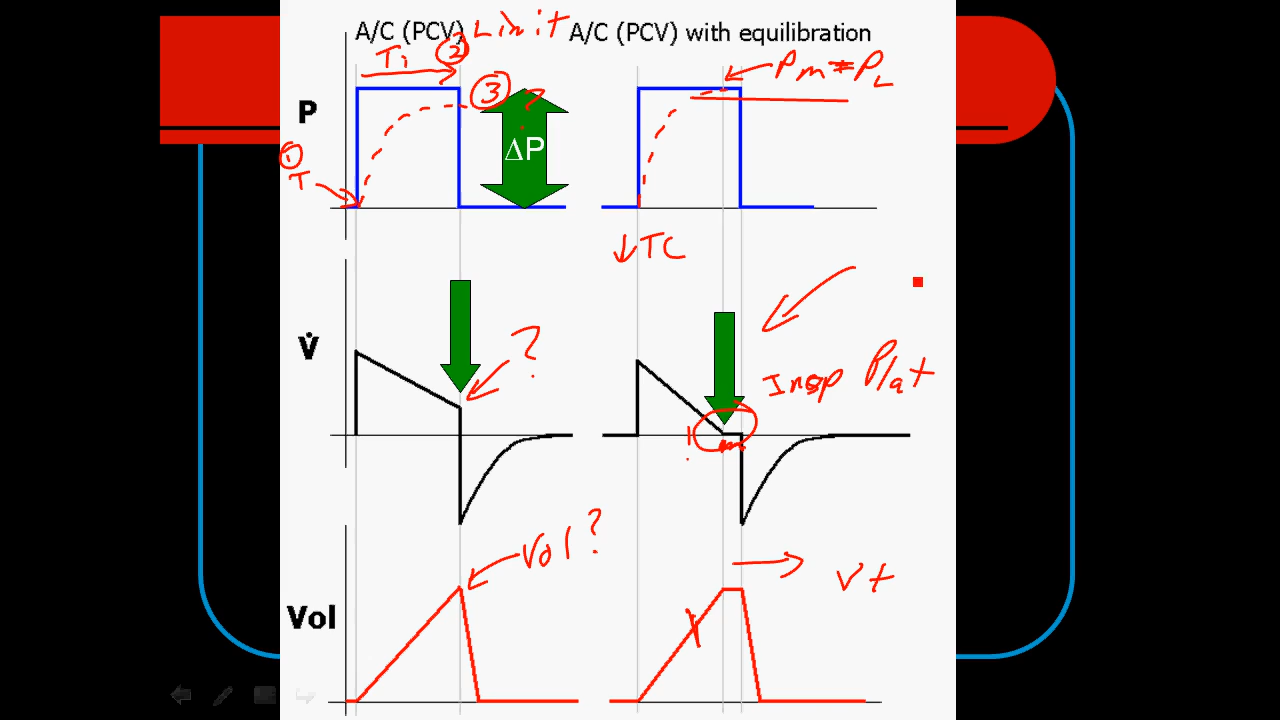 A/C (PCV)
Limit
A/C (PCV) with equilibration
Ti
②
③
?
Pm = PL
P
ΔP
①
T
↓TC
V̇
?
Insp Plat
Vol?
Vt
Vol